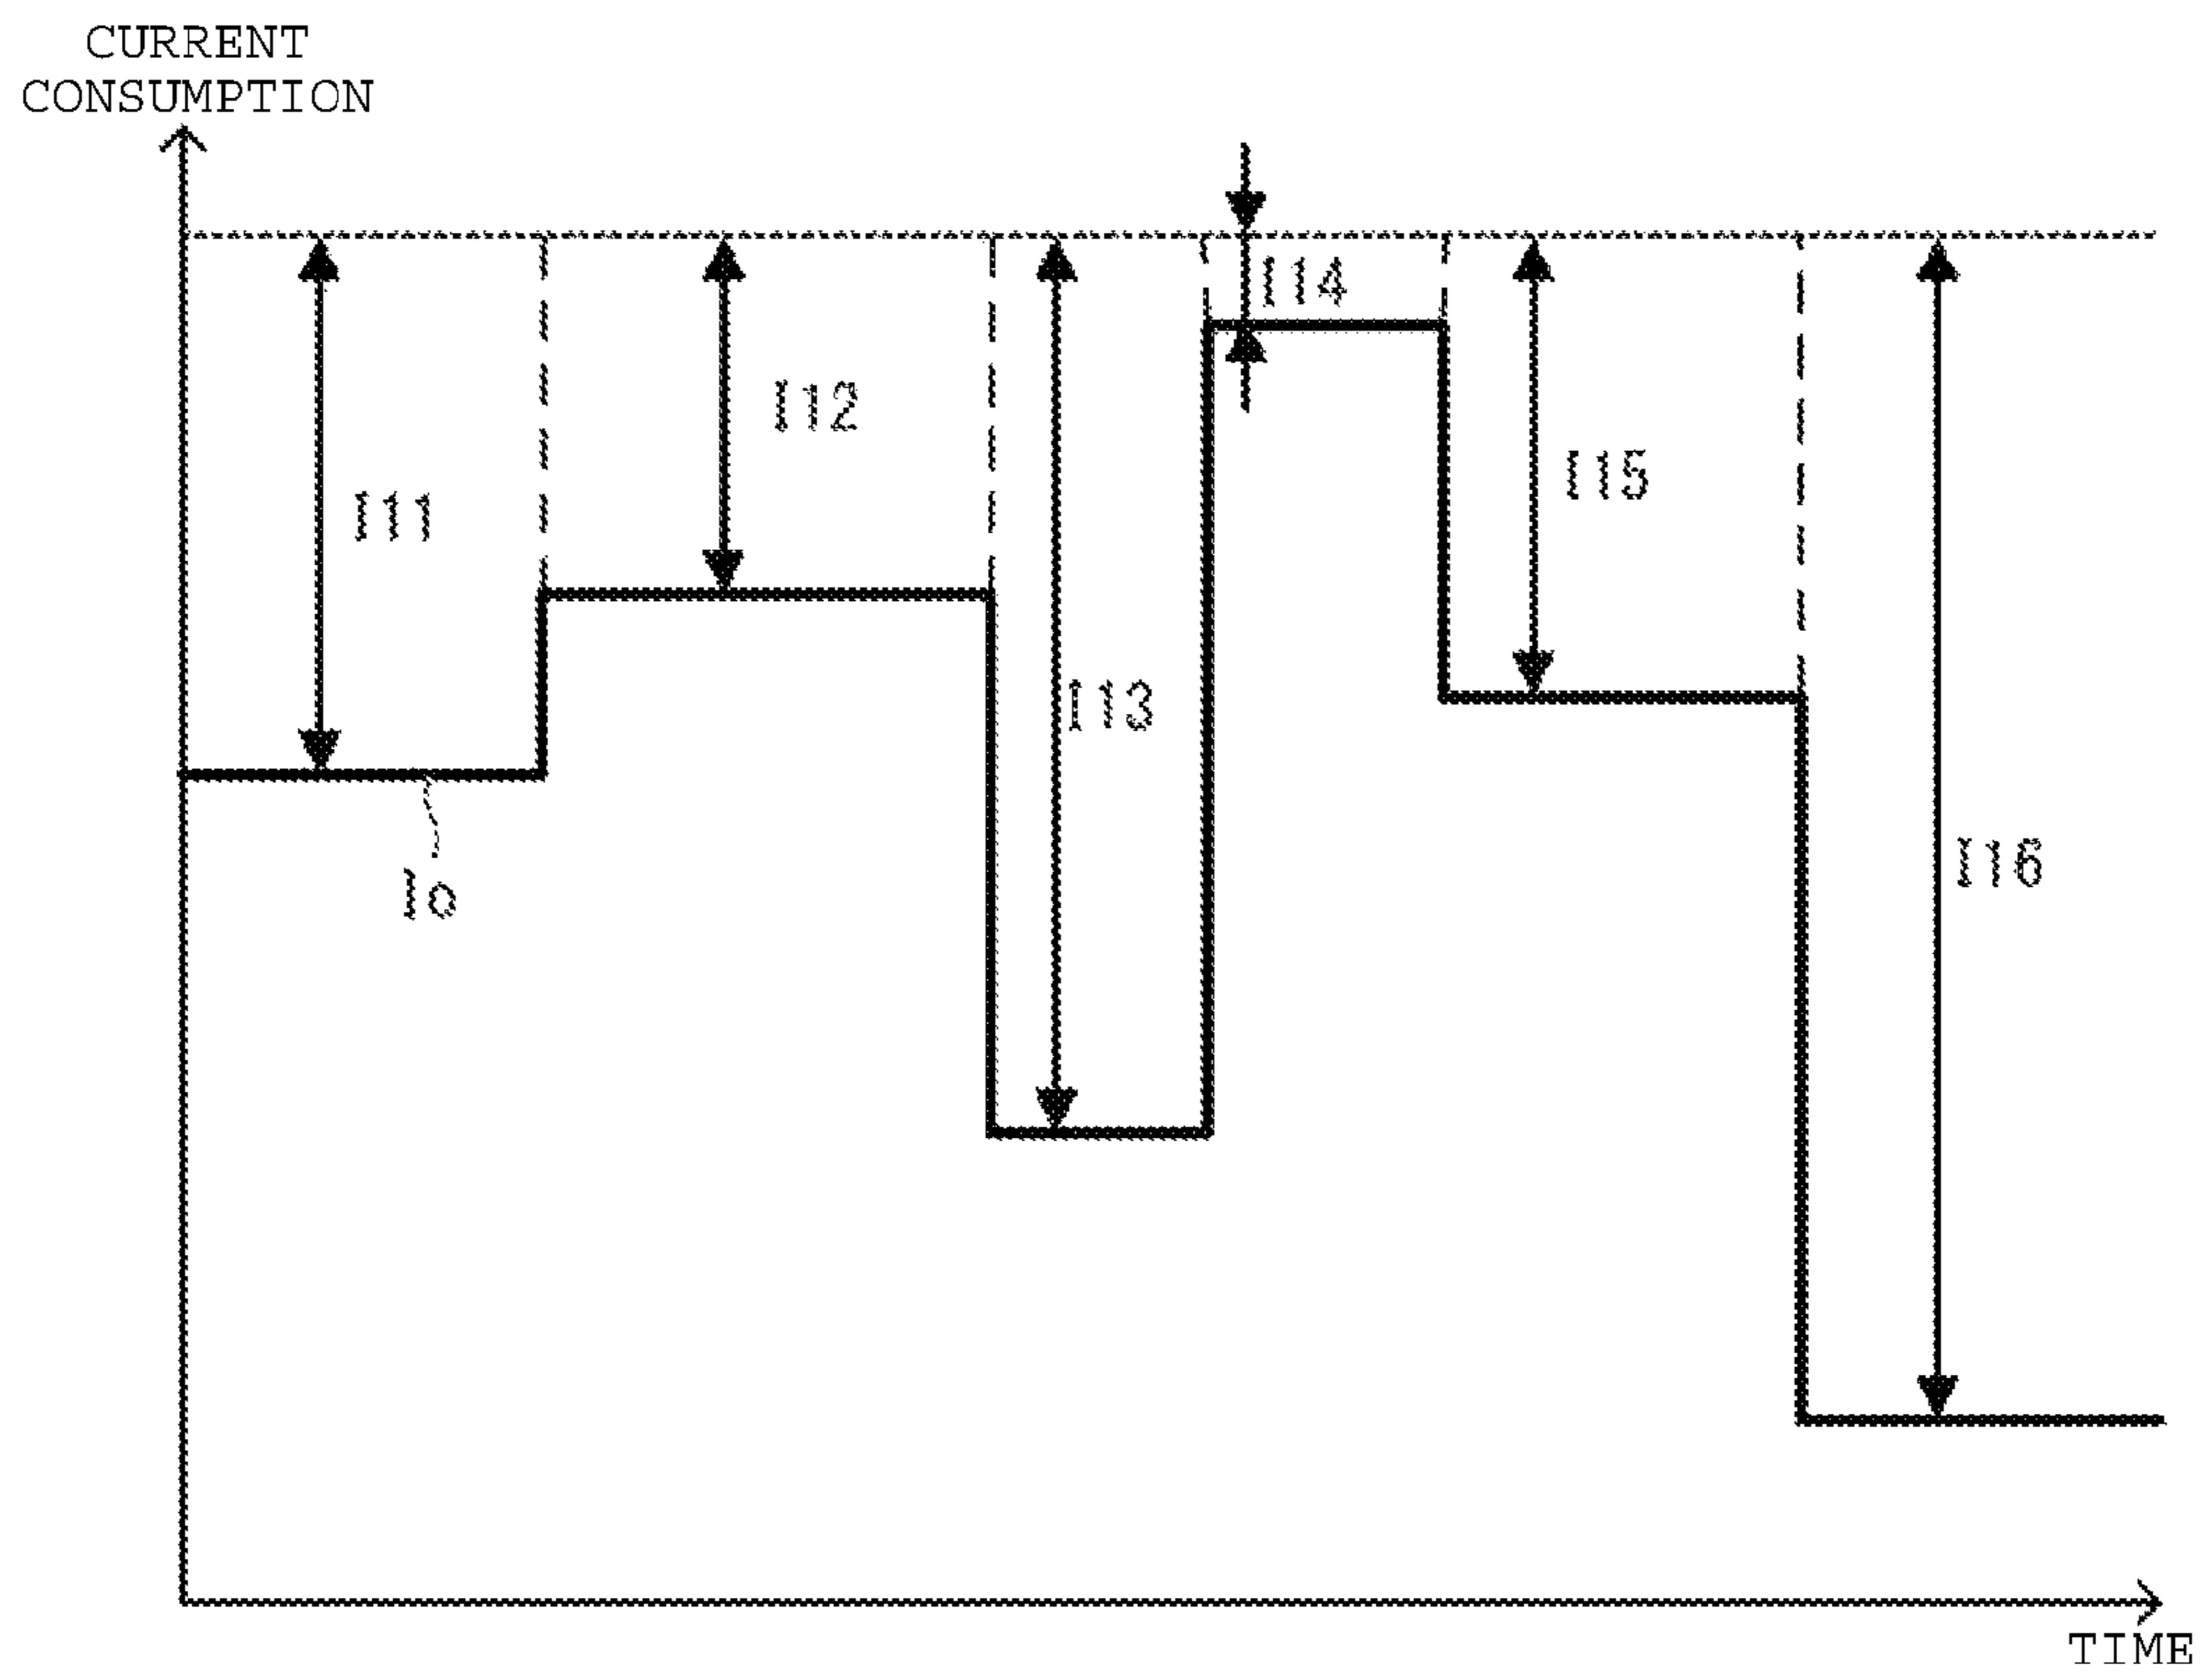 CURRENT
CONSUMPTION
I14
I12
I15
I11
I13
I16
Io
TIME